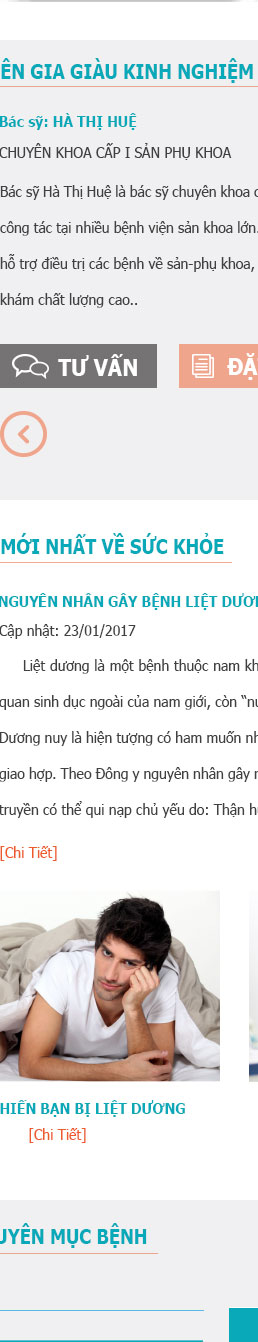 ÊN GIA GIÀU KINH NGHIỆM
Bác sỹ: HÀ THỊ HUỆ
CHUYÊN KHOA CẤP I SẢN PHỤ KHOA
Bác sỹ Hà Thị Huệ là bác sỹ chuyên khoa
công tác tại nhiều bệnh viện sản khoa lớn.
hỗ trợ điều trị các bệnh về sản-phụ khoa,
khám chất lượng cao..
TƯ VẤN
ĐẶ
MỚI NHẤT VỀ SỨC KHỎE
NGUYÊN NHÂN GÂY BỆNH LIỆT DƯƠN
Cập nhật: 23/01/2017
Liệt dương là một bệnh thuộc nam kh
quan sinh dục ngoài của nam giới, còn "nu
Dương nuy là hiện tượng có ham muốn nh
giao hợp. Theo Đông y nguyên nhân gây
truyền có thể qui nạp chủ yếu do: Thận hu
[Chi Tiết]
HIẾN BẠN BỊ LIỆT DƯƠNG
[Chi Tiết]
UYÊN MỤC BỆNH